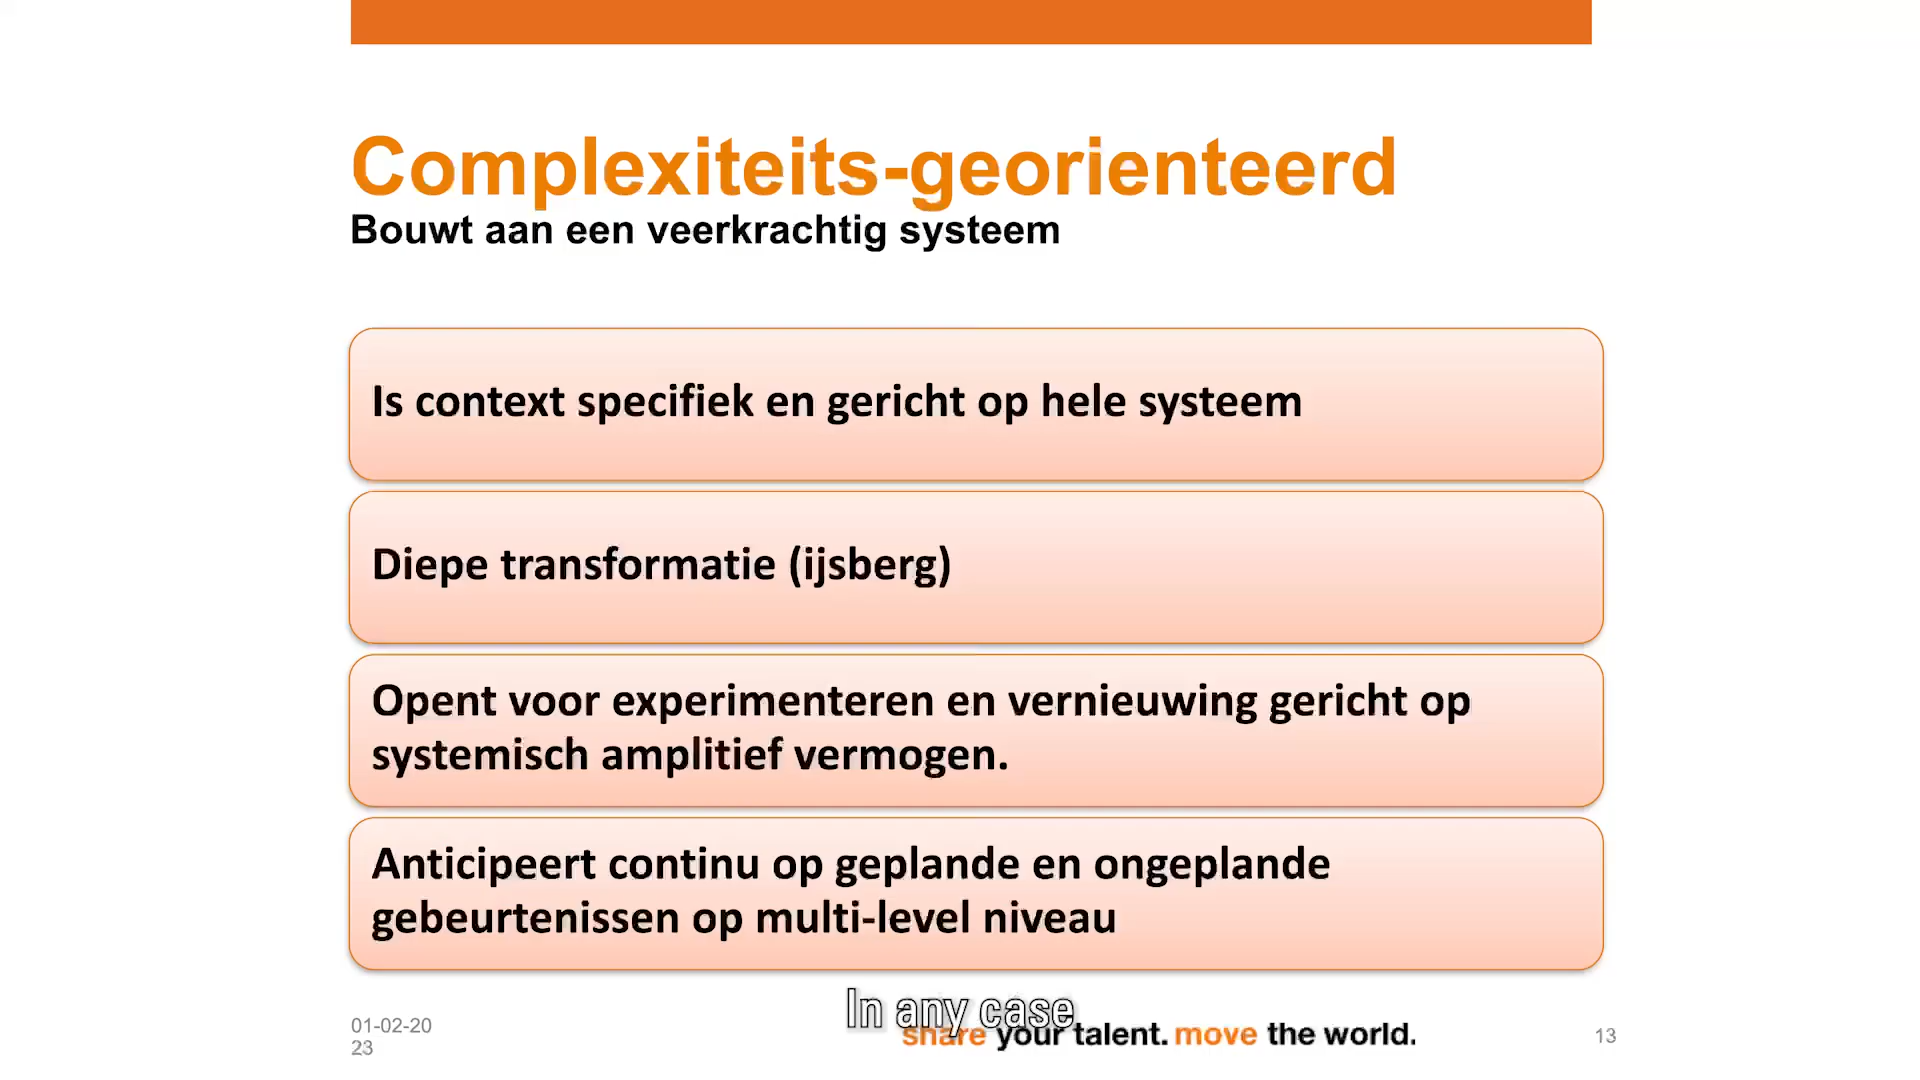 Complexiteits-georienteerd
Bouwt aan een veerkrachtig systeem
Is context specifiek en gericht op hele systeem
Diepe transformatie (ijsberg)
Opent voor experimenteren en vernieuwing gericht op
systemisch amplitief vermogen.
Anticipeert continu op geplande en ongeplande
gebeurtenissen op multi-level niveau
In any case
01-02-20
23
share your talent. move the world.
13